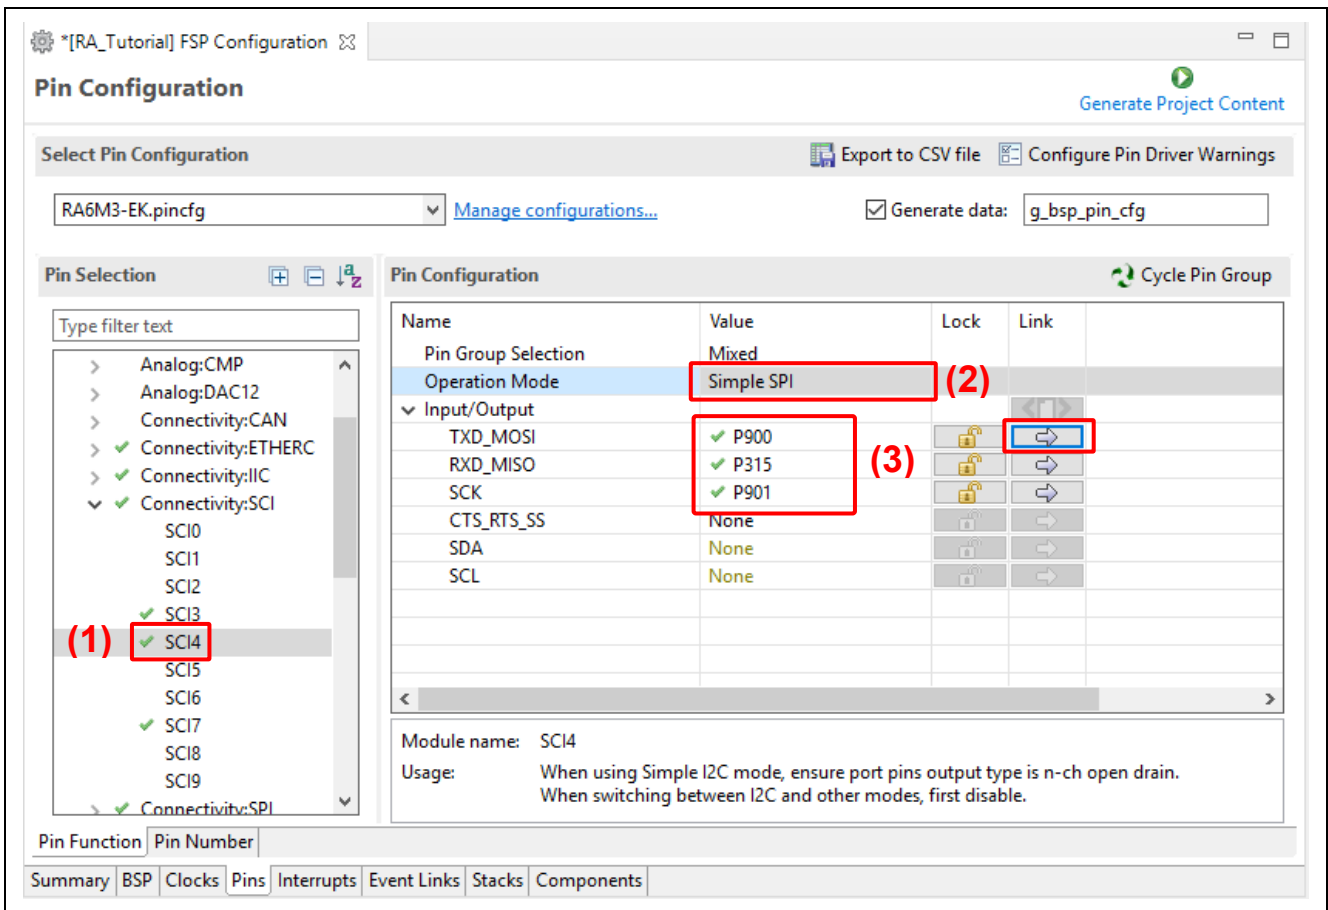 *[RA_Tutorial] FSP Configuration
Pin Configuration
Generate Project Content
Select Pin Configuration
Export to CSV file
Configure Pin Driver Warnings
RA6M3-EK.pincfg
Manage configurations...
Generate data:
g_bsp_pin_cfg
Pin Selection
Type filter text
Analog:CMP
Analog:DAC12
Connectivity:CAN
Connectivity:ETHERC
Connectivity:IIC
Connectivity:SCI
SCI0
SCI1
SCI2
SCI3
(1) SCI4
SCI5
SCI6
SCI7
SCI8
SCI9
Connectivity:SPI
Pin Configuration
Cycle Pin Group
Name Value Lock Link
Pin Group Selection Mixed
Operation Mode Simple SPI (2)
Input/Output
TXD_MOSI P900
RXD_MISO P315 (3)
SCK P901
CTS_RTS_SS None
SDA None
SCL None
Module name: SCI4
Usage: When using Simple I2C mode, ensure port pins output type is n-ch open drain.
When switching between I2C and other modes, first disable.
Pin Function Pin Number
Summary BSP Clocks Pins Interrupts Event Links Stacks Components